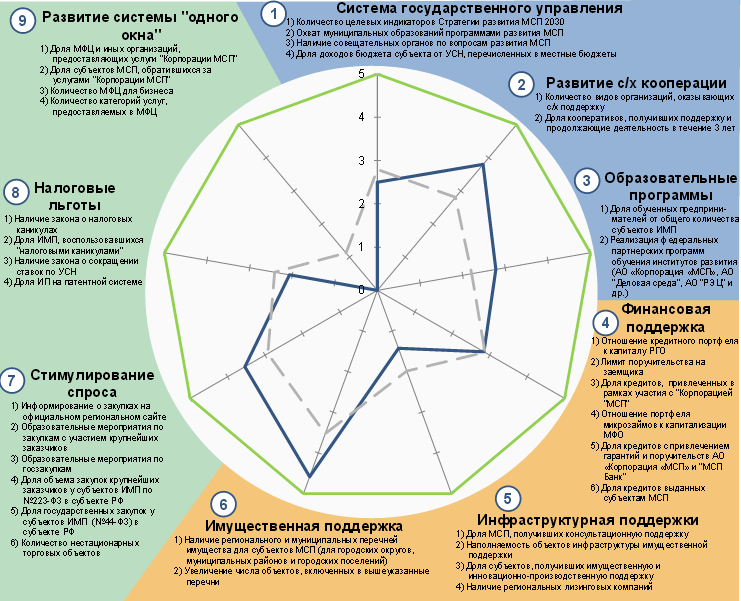 1
Система государственного управления
1) Количество целевых индикаторов Стратегии развития МСП 2030
2) Охват муниципальных образований программами развития МСП
3) Наличие совещательных органов по вопросам развития МСП
4) Доля доходов бюджета субъекта от УСН, перечисленных в местные бюджеты
2
Развитие с/х кооперации
1) Количество видов организаций, оказывающих
с/х поддержку
2) Доля кооперативов, получивших поддержку и
продолжающие деятельность в течение 3 лет
3
Образовательные
программы
1) Доля обученных предприни-
мателей от общего количества
субъектов ИМП
2) Реализация федеральных
партнерских программ
обучения институтов развития
(АО «Корпорация «МСП», АО
"Деловая среда", АО "РЭЦ" и
др.)
4
Финансовая
поддержка
1) Отношение кредитного портфеля
к капиталу РГО
2) Лимит поручительства на
заемщика
3) Доля кредитов, привлеченных в
рамках участия с "Корпорацией
"МСП"
4) Отношение портфеля
микрозаймов к капитализации
МФО
5) Доля кредитов с привлечением
гарантий и поручительств АО
«Корпорация «МСП» и "МСП
Банк"
6) Доля кредитов выданных
субъектам МСП
5
Инфраструктурная поддержки
1) Доля МСП, получивших консультационную поддержку
2) Наполняемость объектов инфраструктуры имущественной
поддержки
3) Доля субъектов, получивших имущественную и
инновационно-производственную поддержку
4) Наличие региональных лизинговых компаний
6
Имущественная поддержка
1) Наличие регионального и муниципальных перечней
имущества для субъектов МСП (для городских округов,
муниципальных районов и городских поселений)
2) Увеличение числа объектов, включенных в вышеуказанные
перечни
7
Стимулирование
спроса
1) Информирование о закупках на
официальном региональном сайте
2) Образовательные мероприятия по
закупкам с участием крупнейших
заказчиков
3) Образовательные мероприятия по
госзакупкам
4) Доля объема закупок крупнейших
заказчиков у субъектов ИМП по
№223-ФЗ в субъекте РФ
5) Доля государственных закупок у
субъектов ИМП (№44-ФЗ) в
субъекте РФ
6) Количество нестационарных
торговых объектов
8
Налоговые
льготы
1) Наличие закона о налоговых
каникулах
2) Доля ИМП, воспользовавшихся
"налоговыми каникулами"
3) Наличие закона о сокращении
ставок по УСН
4) Доля ИП на патентной системе
9
Развитие системы "одного
окна"
1) Доля МФЦ и иных организаций,
предоставляющих услуги "Корпорации МСП"
2) Доля субъектов МСП, обратившихся за
услугами "Корпорации МСП"
3) Количество МФЦ для бизнеса
4) Количество категорий услуг,
предоставляемых в МФЦ
5
4
3
2
1
0